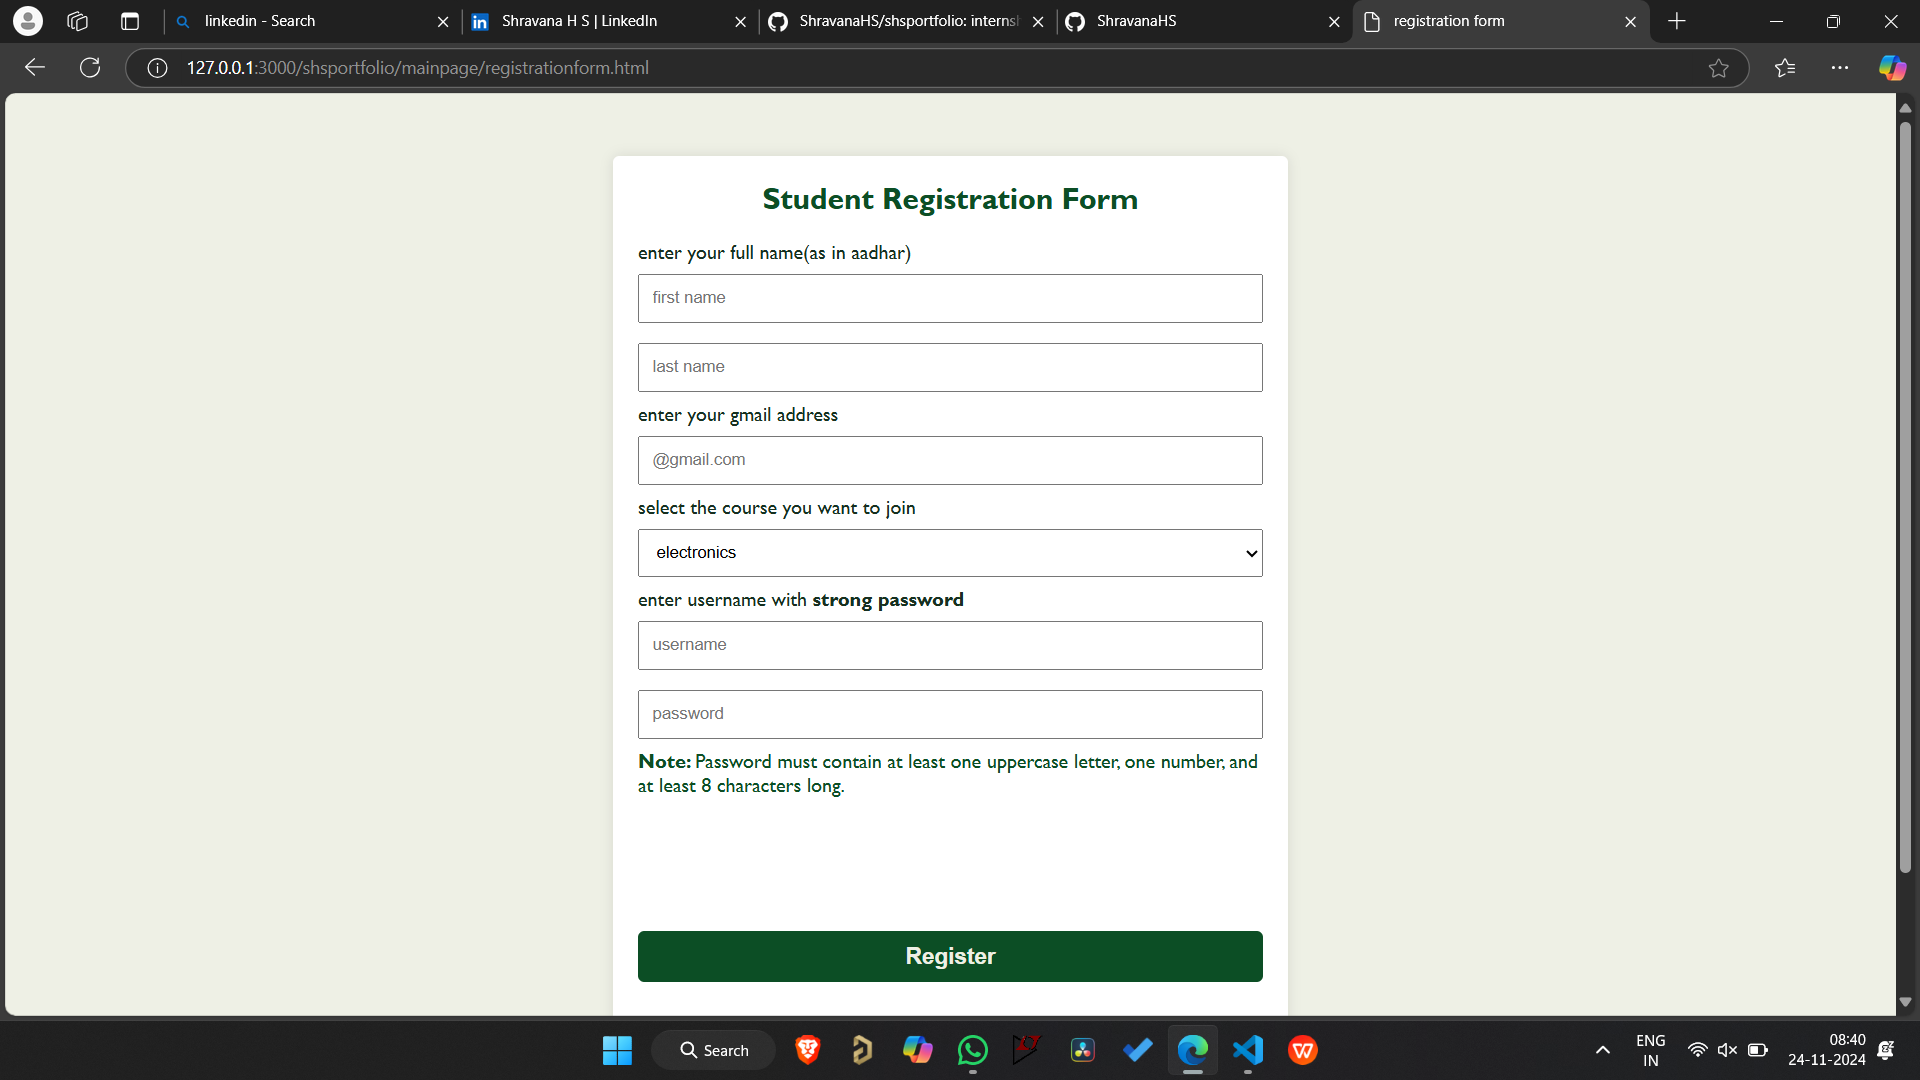 linkedin - Search
Shravana H S | LinkedIn
ShravanaHS/shsportfolio: interns
ShravanaHS
registration form
127.0.0.1:3000/shsportfolio/mainpage/registrationform.html
Student Registration Form
enter your full name(as in aadhar)
first name
last name
enter your gmail address
@gmail.com
select the course you want to join
electronics
enter username with strong password
username
password
Note: Password must contain at least one uppercase letter, one number, and
at least 8 characters long.
Register
Search
ENG
IN
08:40
24-11-2024